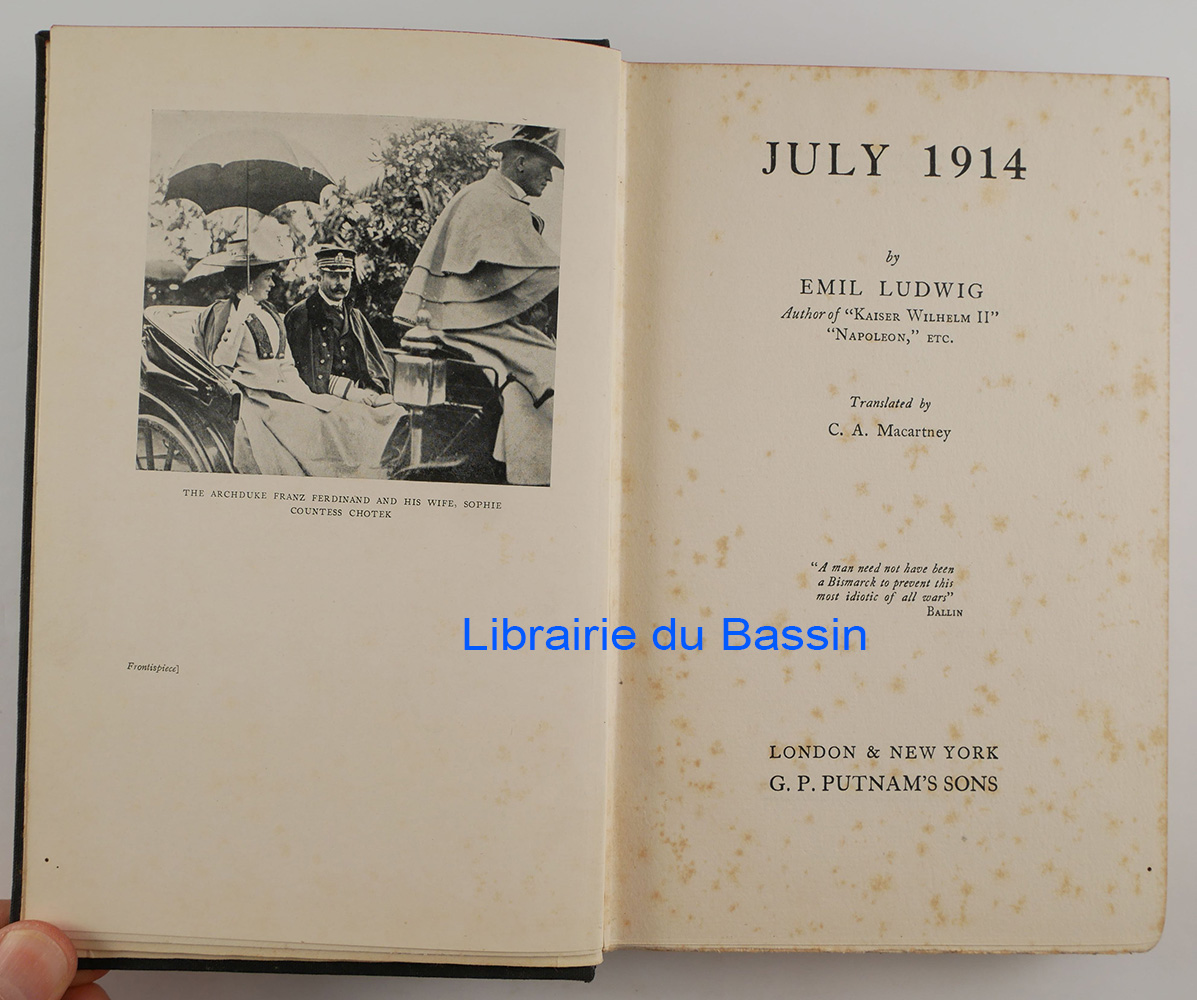 THE ARCHDUKE FRANZ FERDINAND AND HIS WIFE, SOPHIE
COUNTESS CHOTEK
Frontispiece]
JULY 1914
by
EMIL LUDWIG
Author of "KAISER WILHELM II"
"NAPOLEON," ETC.
Translated by
C. A. Macartney
"A man need not have been
a Bismarck to prevent this
most idiotic of all wars"
BALLIN
LONDON & NEW YORK
G. P. PUTNAM'S SONS
Librairie du Bassin